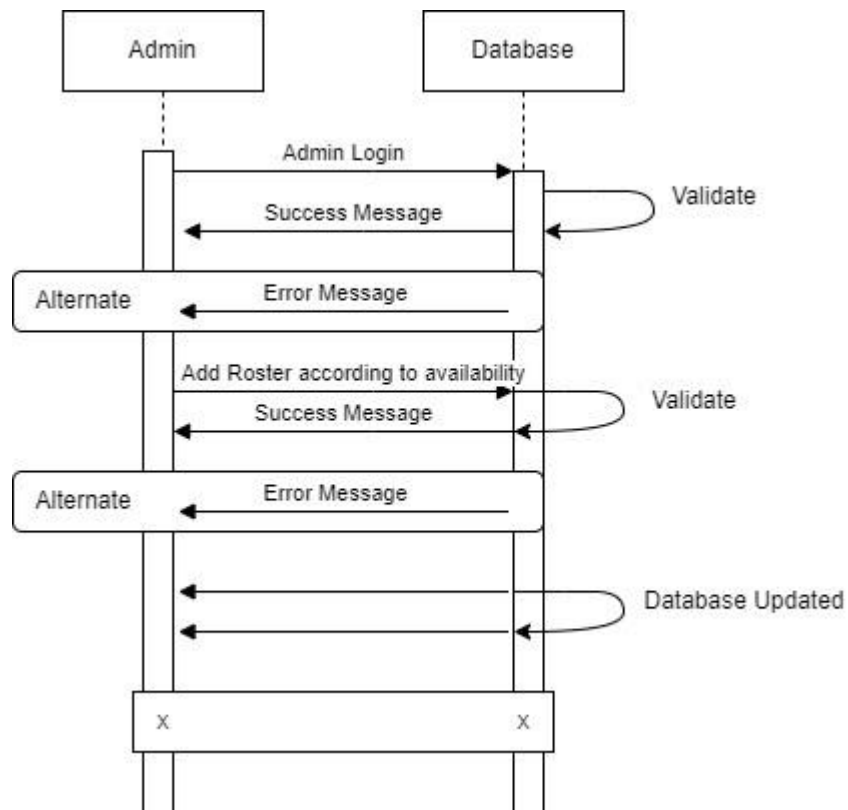 Admin
Database
Admin Login
Validate
Success Message
Alternate
Error Message
Add Roster according to availability
Validate
Success Message
Alternate
Error Message
Database Updated
x
x